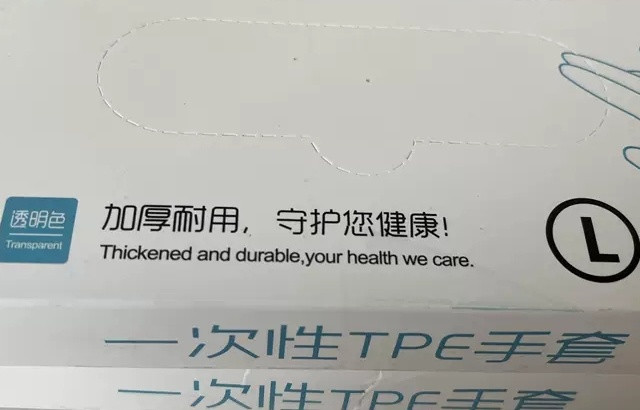 透明色
Transparent
加厚耐用，守护您健康！
Thickened and durable,your health we care.
L
一次性TPE手套
一次性TPE手套